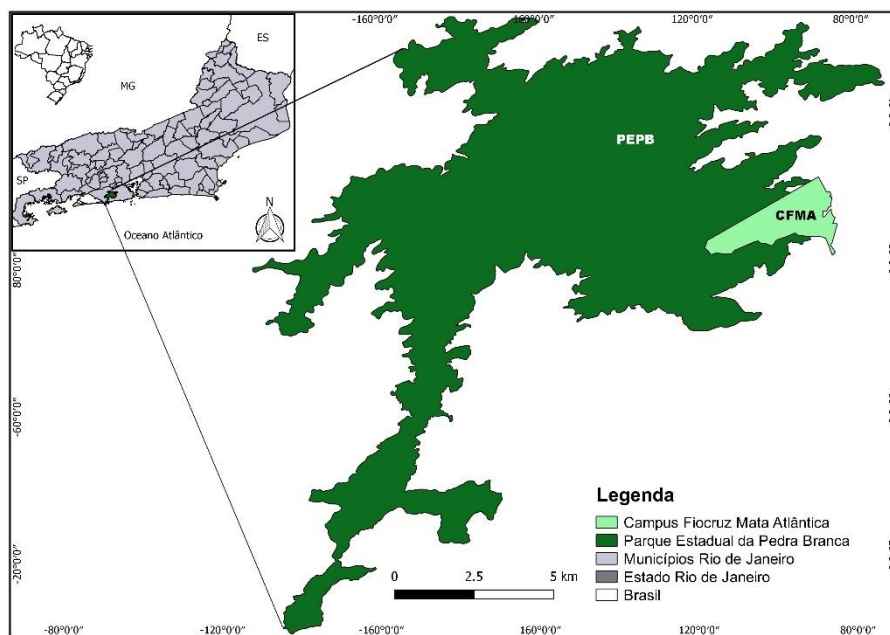 -160°0'0" 160°0'0" 120°0'0" 80°0'0"
ES
MG
SP
Oceano Atlântico
N
PEPB
CFMA
80°0'0"
-60°0'0"
-20°0'0"
Legenda
Campus Fiocruz Mata Atlântica
Parque Estadual da Pedra Branca
Municípios Rio de Janeiro
Estado Rio de Janeiro
Brasil
0 2.5 5 km
-80°0'0" -120°0'0" -160°0'0" 160°0'0" 120°0'0" 80°0'0"